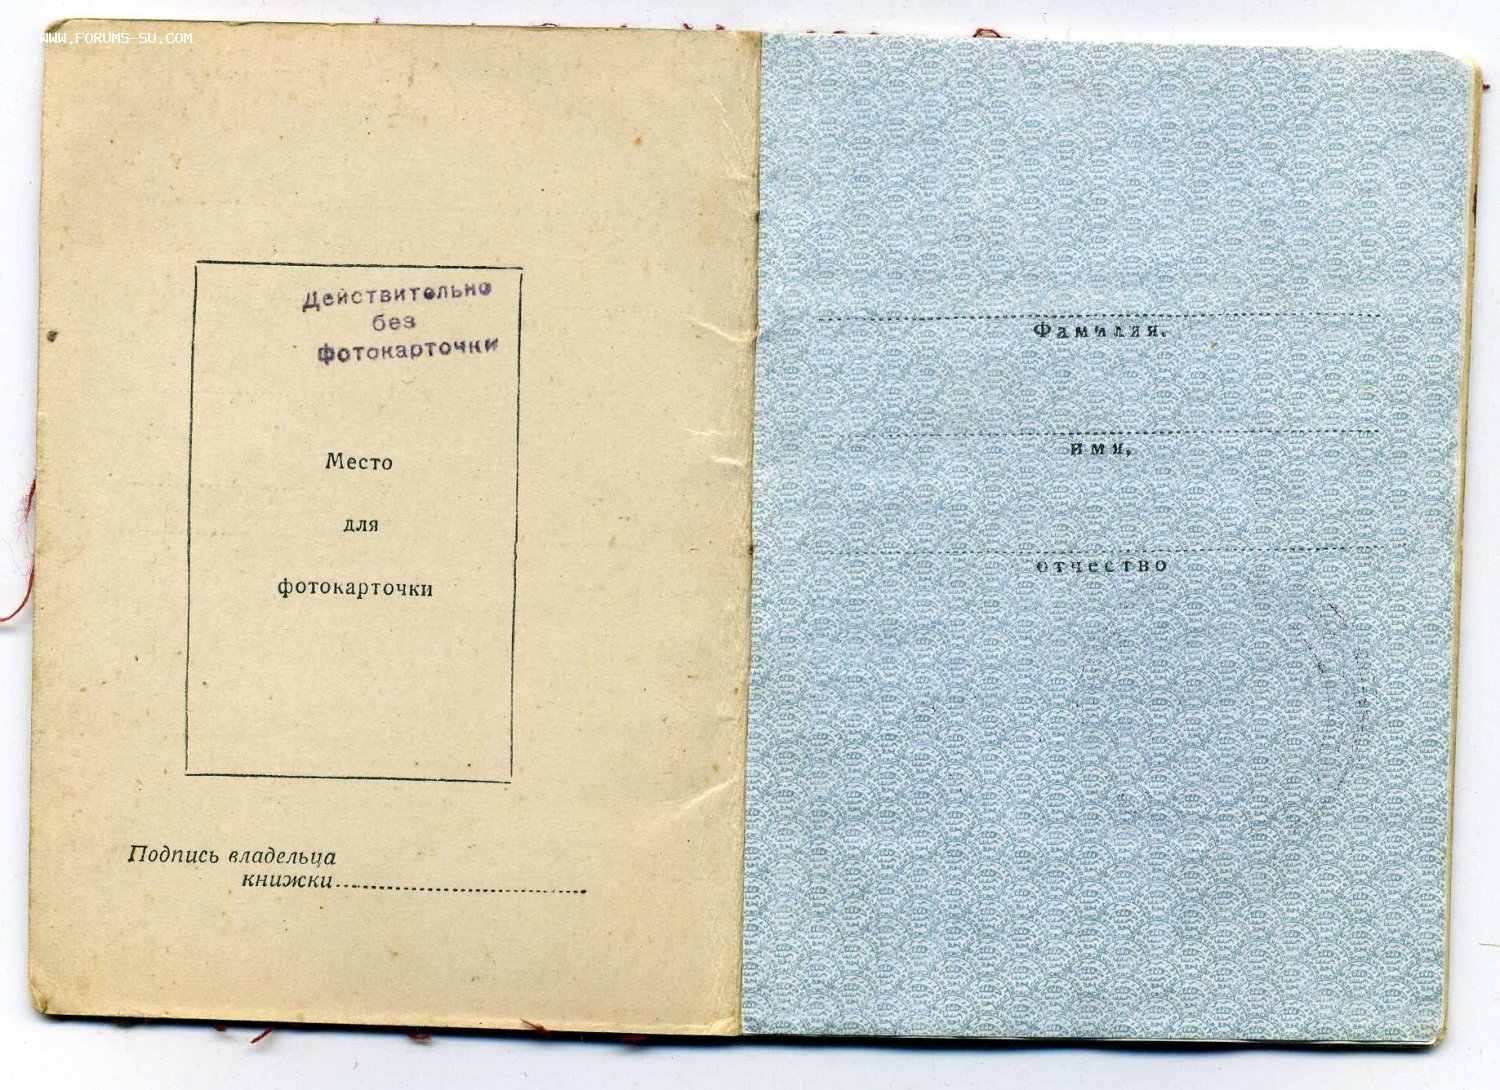 WWW.FORUMS-SU.COM
Действительно
без
фотокарточки
Место
для
фотокарточки
Подпись владельца
книжки
Фамилия,
имя,
отчество